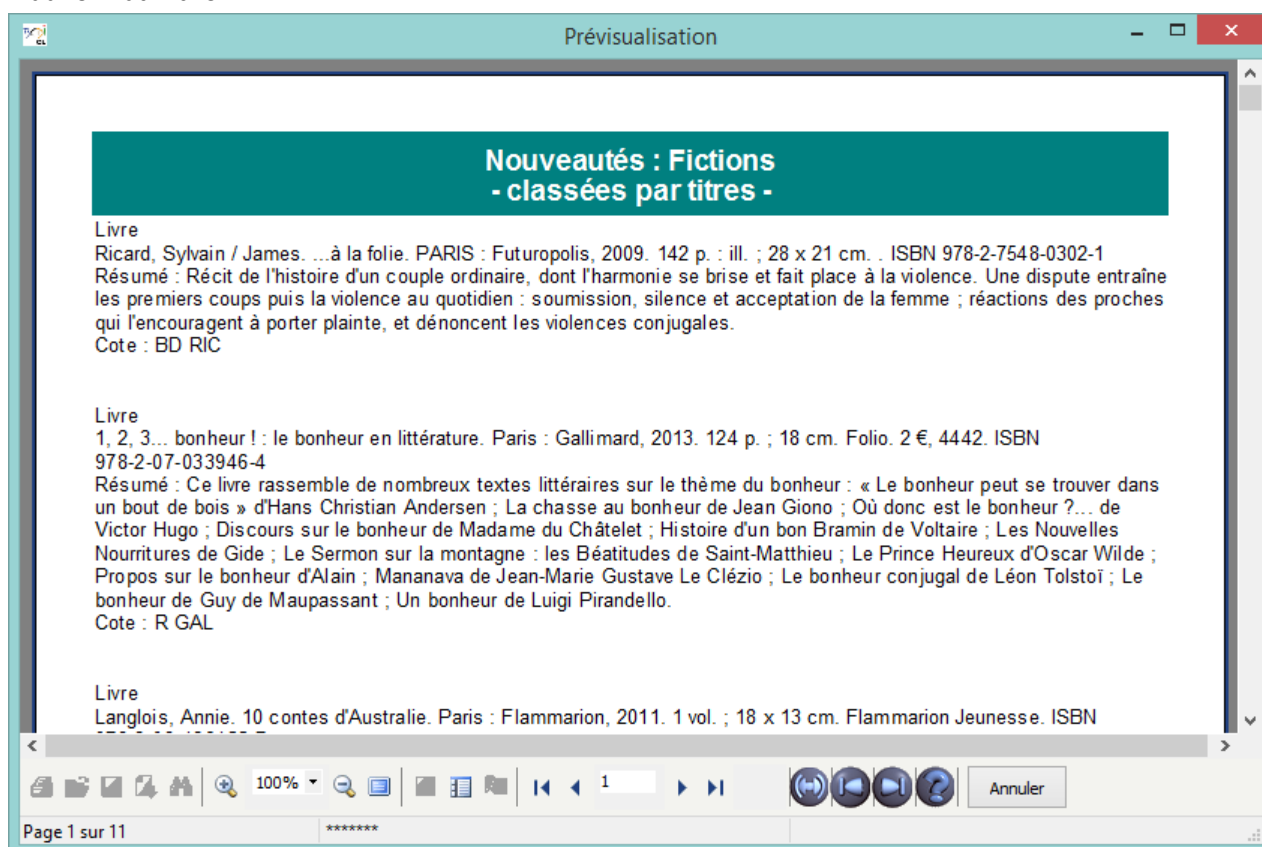 Prévisualisation
Nouveautés : Fictions
- classées par titres -
Livre
Ricard, Sylvain / James. ...à la folie. PARIS : Futuropolis, 2009. 142 p. : ill. ; 28 x 21 cm. . ISBN 978-2-7548-0302-1
Résumé : Récit de l'histoire d'un couple ordinaire, dont l'harmonie se brise et fait place à la violence. Une dispute entraîne
les premiers coups puis la violence au quotidien : soumission, silence et acceptation de la femme ; réactions des proches
qui l'encouragent à porter plainte, et dénoncent les violences conjugales.
Cote : BD RIC
Livre
1, 2, 3... bonheur ! : le bonheur en littérature. Paris : Gallimard, 2013. 124 p. ; 18 cm. Folio. 2 €, 4442. ISBN
978-2-07-033946-4
Résumé : Ce livre rassemble de nombreux textes littéraires sur le thème du bonheur : « Le bonheur peut se trouver dans
un bout de bois » d'Hans Christian Andersen ; La chasse au bonheur de Jean Giono ; Où donc est le bonheur ?... de
Victor Hugo ; Discours sur le bonheur de Madame du Châtelet ; Histoire d'un bon Bramin de Voltaire ; Les Nouvelles
Nourritures de Gide ; Le Sermon sur la montagne : les Béatitudes de Saint-Matthieu ; Le Prince Heureux d'Oscar Wilde ;
Propos sur le bonheur d'Alain ; Mananava de Jean-Marie Gustave Le Clézio ; Le bonheur conjugal de Léon Tolstoï ; Le
bonheur de Guy de Maupassant ; Un bonheur de Luigi Pirandello.
Cote : R GAL
Livre
Langlois, Annie. 10 contes d'Australie. Paris : Flammarion, 2011. 1 vol. ; 18 x 13 cm. Flammarion Jeunesse. ISBN
100% 1 Annuler
Page 1 sur 11 *******